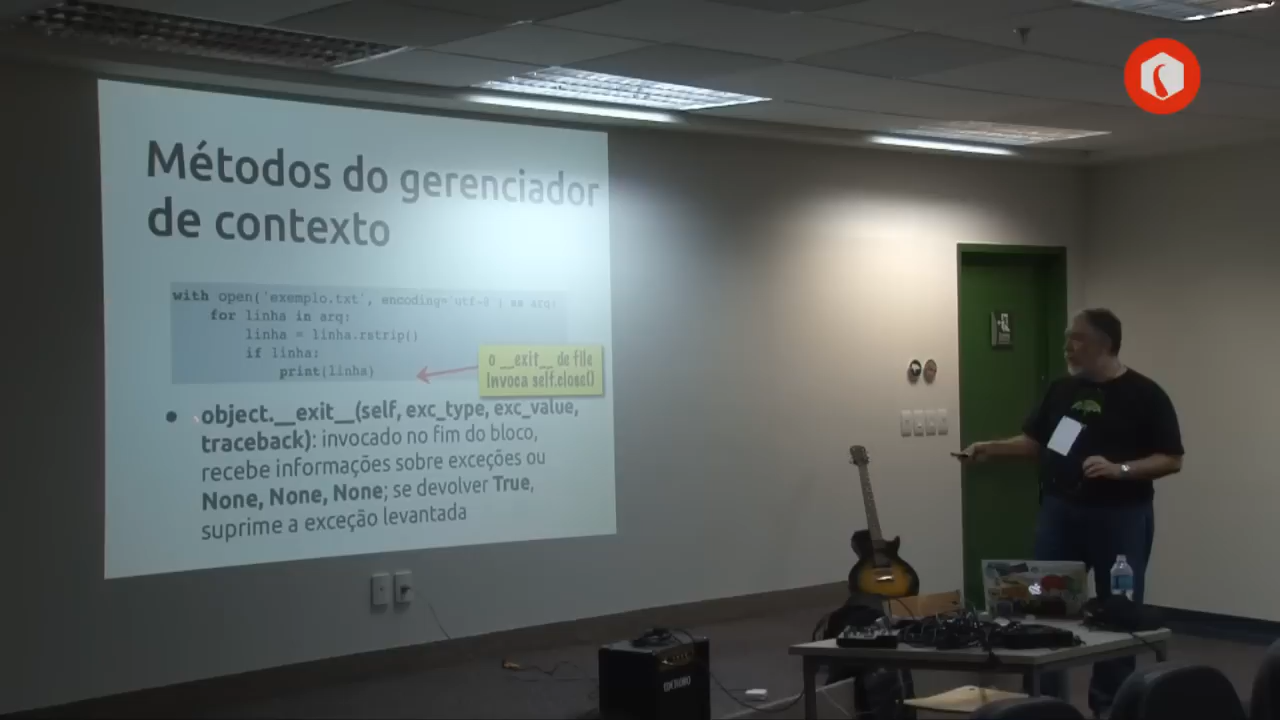 Métodos do gerenciador
de contexto
with open('exemplo.txt', encoding='utf-8') as arq:
for linha in arq:
linha = linha.rstrip()
if linha:
print(linha)
o __exit__ de file
invoca self.close()
object.__exit__(self, exc_type, exc_value,
traceback): invocado no fim do bloco,
recebe informações sobre exceções ou
None, None, None; se devolver True,
suprime a exceção levantada